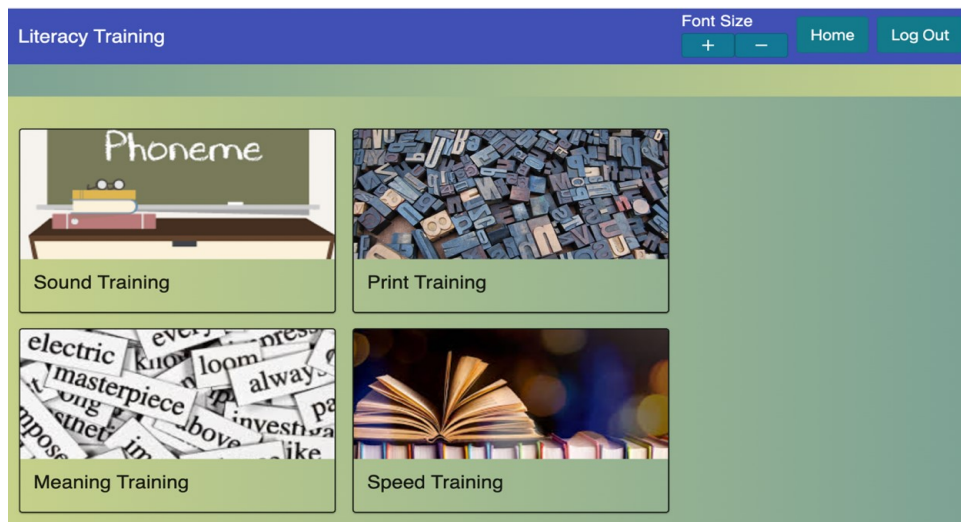 Literacy Training
Font Size
+ −
Home
Log Out
Phoneme
Sound Training
Print Training
electric
loom
always
masterpiece
above
Meaning Training
Speed Training